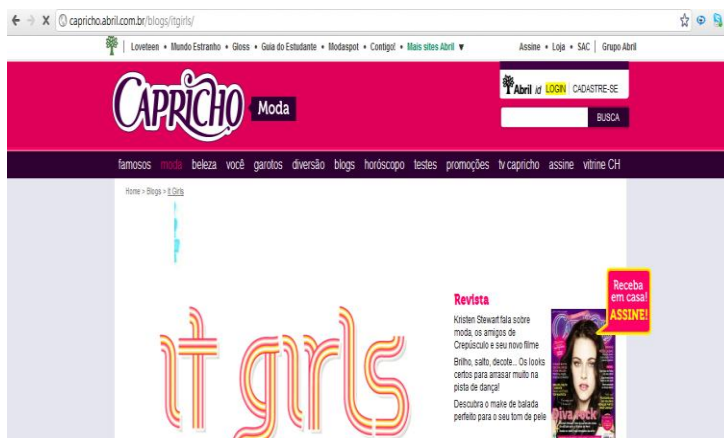 capricho.abril.com.br/blogs/itgirls/
Loveteen • Mundo Estranho • Gloss • Guia do Estudante • Modaspot • Contigo! • Mais sites Abril ▼ Assine • Loja • SAC | Grupo Abril
CAPRICHO Moda
Abril id LOGIN CADASTRE-SE
BUSCA
famosos moda beleza você garotos diversão blogs horóscopo testes promoções tv capricho assine vitrine CH
Home > Blogs > It Girls
it girls
Revista
Kristen Stewart fala sobre
moda, os amigos de
Crepúsculo e seu novo filme
Brilho, salto, decote... Os looks
certos para arrasar muito na
pista de dança!
Descubra o make de balada
perfeito para o seu tom de pele
Receba
em casa!
ASSINE!
Diva rock